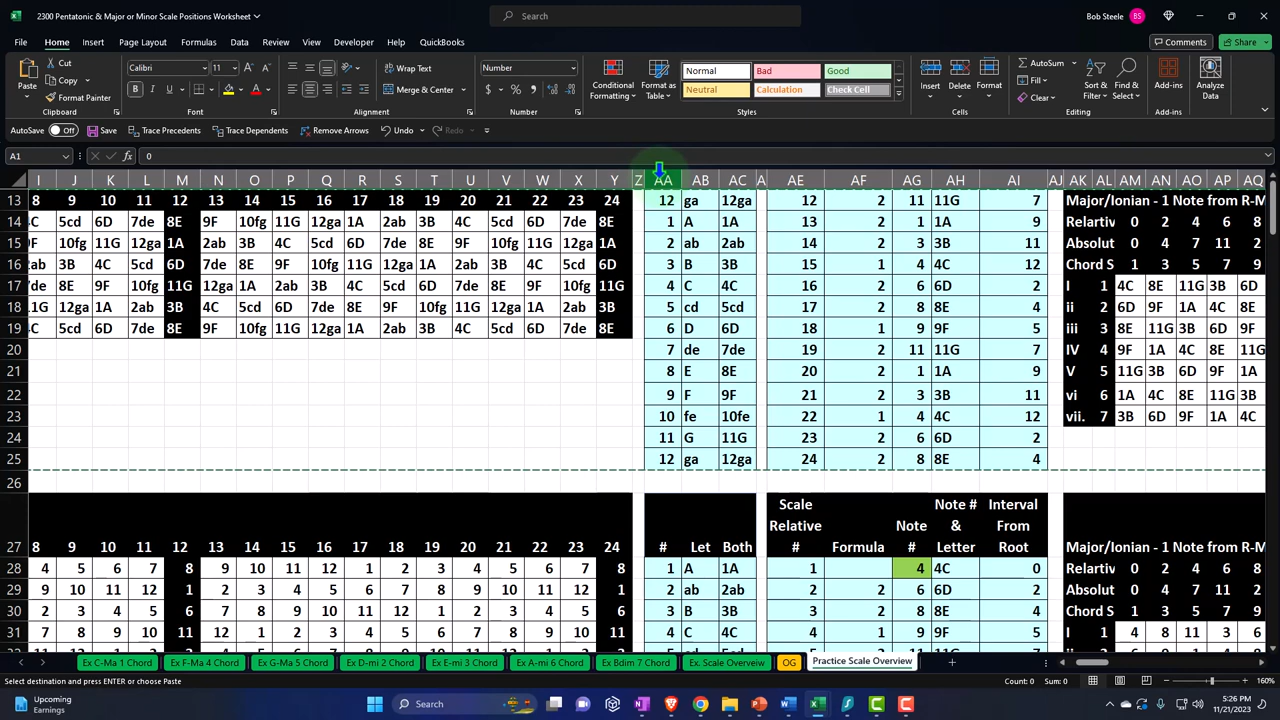 2300 Pentatonic & Major or Minor Scale Positions Worksheet
Search
Bob Steele BS
File Home Insert Page Layout Formulas Data Review View Developer Help QuickBooks
Comments Share
Paste Cut Copy Format Painter
Clipboard
Calibri 11
B I U A
Font
Wrap Text
Merge & Center
Alignment
Number
$ % 9
Number
Conditional Formatting
Format as Table
Normal Bad Good
Neutral Calculation Check Cell
Styles
Insert Delete Format
Cells
AutoSum Fill Clear
Sort & Filter
Find & Select
Editing
Add-ins
Add-ins
Analyze Data
AutoSave Off Save Trace Precedents Trace Dependents Remove Arrows Undo
A1 fx 0
I J K L M N O P Q R S T U V W X Y Z AA AB AC A AE AF AG AH AI AJ AK AL AM AN AO AP AQ
13 8 9 10 11 12 13 14 15 16 17 18 19 20 21 22 23 24 12 ga 12ga 12 2 11 11G 7 Major/Ionian - 1 Note from R-M
14 4C 5cd 6D 7de 8E 9F 10fg 11G 12ga 1A 2ab 3B 4C 5cd 6D 7de 8E 1 A 1A 13 2 1 1A 9 Relartiv 0 2 4 6 8
15 9F 10fg 11G 12ga 1A 2ab 3B 4C 5cd 6D 7de 8E 9F 10fg 11G 12ga 1A 2 ab 2ab 14 2 3 3B 11 Absolut 0 4 7 11 2
16 2ab 3B 4C 5cd 6D 7de 8E 9F 10fg 11G 12ga 1A 2ab 3B 4C 5cd 6D 3 B 3B 15 1 4 4C 12 Chord S 1 3 5 7 9
17 7de 8E 9F 10fg 11G 12ga 1A 2ab 3B 4C 5cd 6D 7de 8E 9F 10fg 11G 4 C 4C 16 2 6 6D 2 I 1 4C 8E 11G 3B 6D
18 11G 12ga 1A 2ab 3B 4C 5cd 6D 7de 8E 9F 10fg 11G 12ga 1A 2ab 3B 5 cd 5cd 17 2 8 8E 4 ii 2 6D 9F 1A 4C 8E
19 4C 5cd 6D 7de 8E 9F 10fg 11G 12ga 1A 2ab 3B 4C 5cd 6D 7de 8E 6 D 6D 18 1 9 9F 5 iii 3 8E 11G 3B 6D 9F
20 7 de 7de 19 2 11 11G 7 IV 4 9F 1A 4C 8E 11G
21 8 E 8E 20 2 1 1A 9 V 5 11G 3B 6D 9F 1A
22 9 F 9F 21 2 3 3B 11 vi 6 1A 4C 8E 11G 3B
23 10 fe 10fe 22 1 4 4C 12 vii. 7 3B 6D 9F 1A 4C
24 11 G 11G 23 2 6 6D 2
25 12 ga 12ga 24 2 8 8E 4
26
Scale Note # Interval
Relative Note & From
27 8 9 10 11 12 13 14 15 16 17 18 19 20 21 22 23 24 # Let Both # Formula # Letter Root Major/Ionian - 1 Note from R-M
28 4 5 6 7 8 9 10 11 12 1 2 3 4 5 6 7 8 1 A 1A 1 4 4C 0 Relartiv 0 2 4 6 8
29 9 10 11 12 1 2 3 4 5 6 7 8 9 10 11 12 1 2 ab 2ab 2 2 6 6D 2 Absolut 0 4 7 11 2
30 2 3 4 5 6 7 8 9 10 11 12 1 2 3 4 5 6 3 B 3B 3 2 8 8E 4 Chord S 1 3 5 7 9
31 7 8 9 10 11 12 1 2 3 4 5 6 7 8 9 10 11 4 C 4C 4 1 9 9F 5 I 1 4 8 11 3 6
Ex C-Ma 1 Chord Ex F-Ma 4 Chord Ex G-Ma 5 Chord Ex D-mi 2 Chord Ex E-mi 3 Chord Ex A-mi 6 Chord Ex Bdim 7 Chord Ex. Scale Overveiw OG Practice Scale Overview
Select destination and press ENTER or choose Paste Count: 0 Sum: 0 160%
Upcoming
Earnings
Search
5:26 PM
11/21/2023